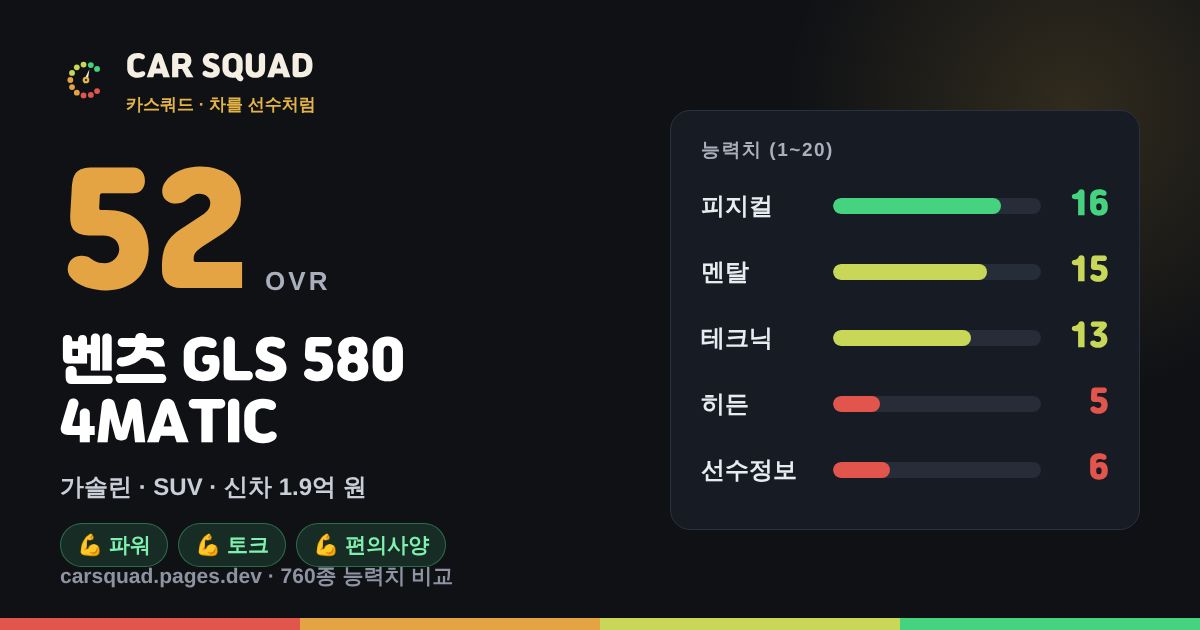 CAR SQUAD
카스쿼드 · 차를 선수처럼
52 OVR
벤츠 GLS 580
4MATIC
가솔린 · SUV · 신차 1.9억 원
💪 파워 💪 토크 💪 편의사양
carsquad.pages.dev · 760종 능력치 비교
능력치 (1~20)
피지컬 16
멘탈 15
테크닉 13
히든 5
선수정보 6